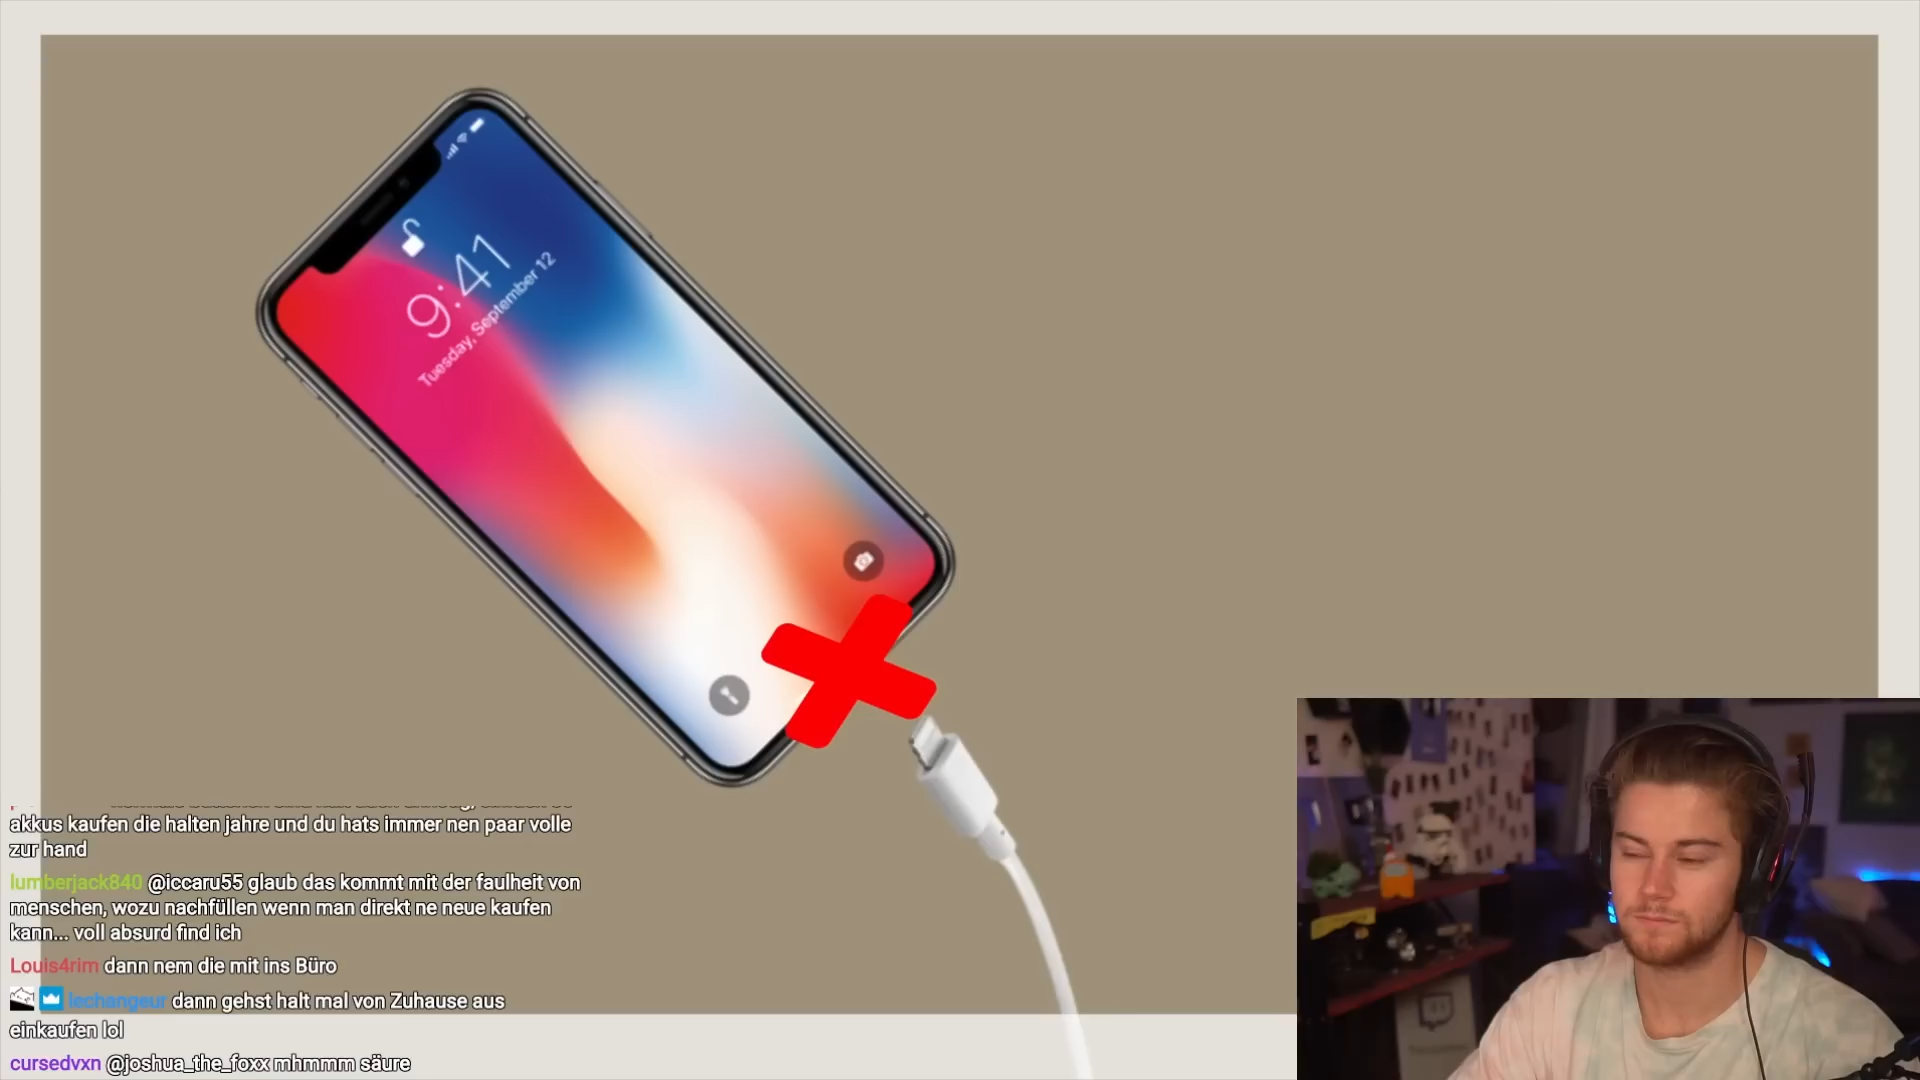 9:41
Tuesday, September 12
akkus kaufen die halten jahre und du hats immer nen paar volle
zur hand
lumberjack840 @iccaru55 glaub das kommt mit der faulheit von
menschen, wozu nachfüllen wenn man direkt ne neue kaufen
kann... voll absurd find ich
Louis4rim dann nem die mit ins Büro
lechangeur dann gehst halt mal von Zuhause aus
einkaufen lol
cursedvxn @joshua_the_foxx mhmmm säure